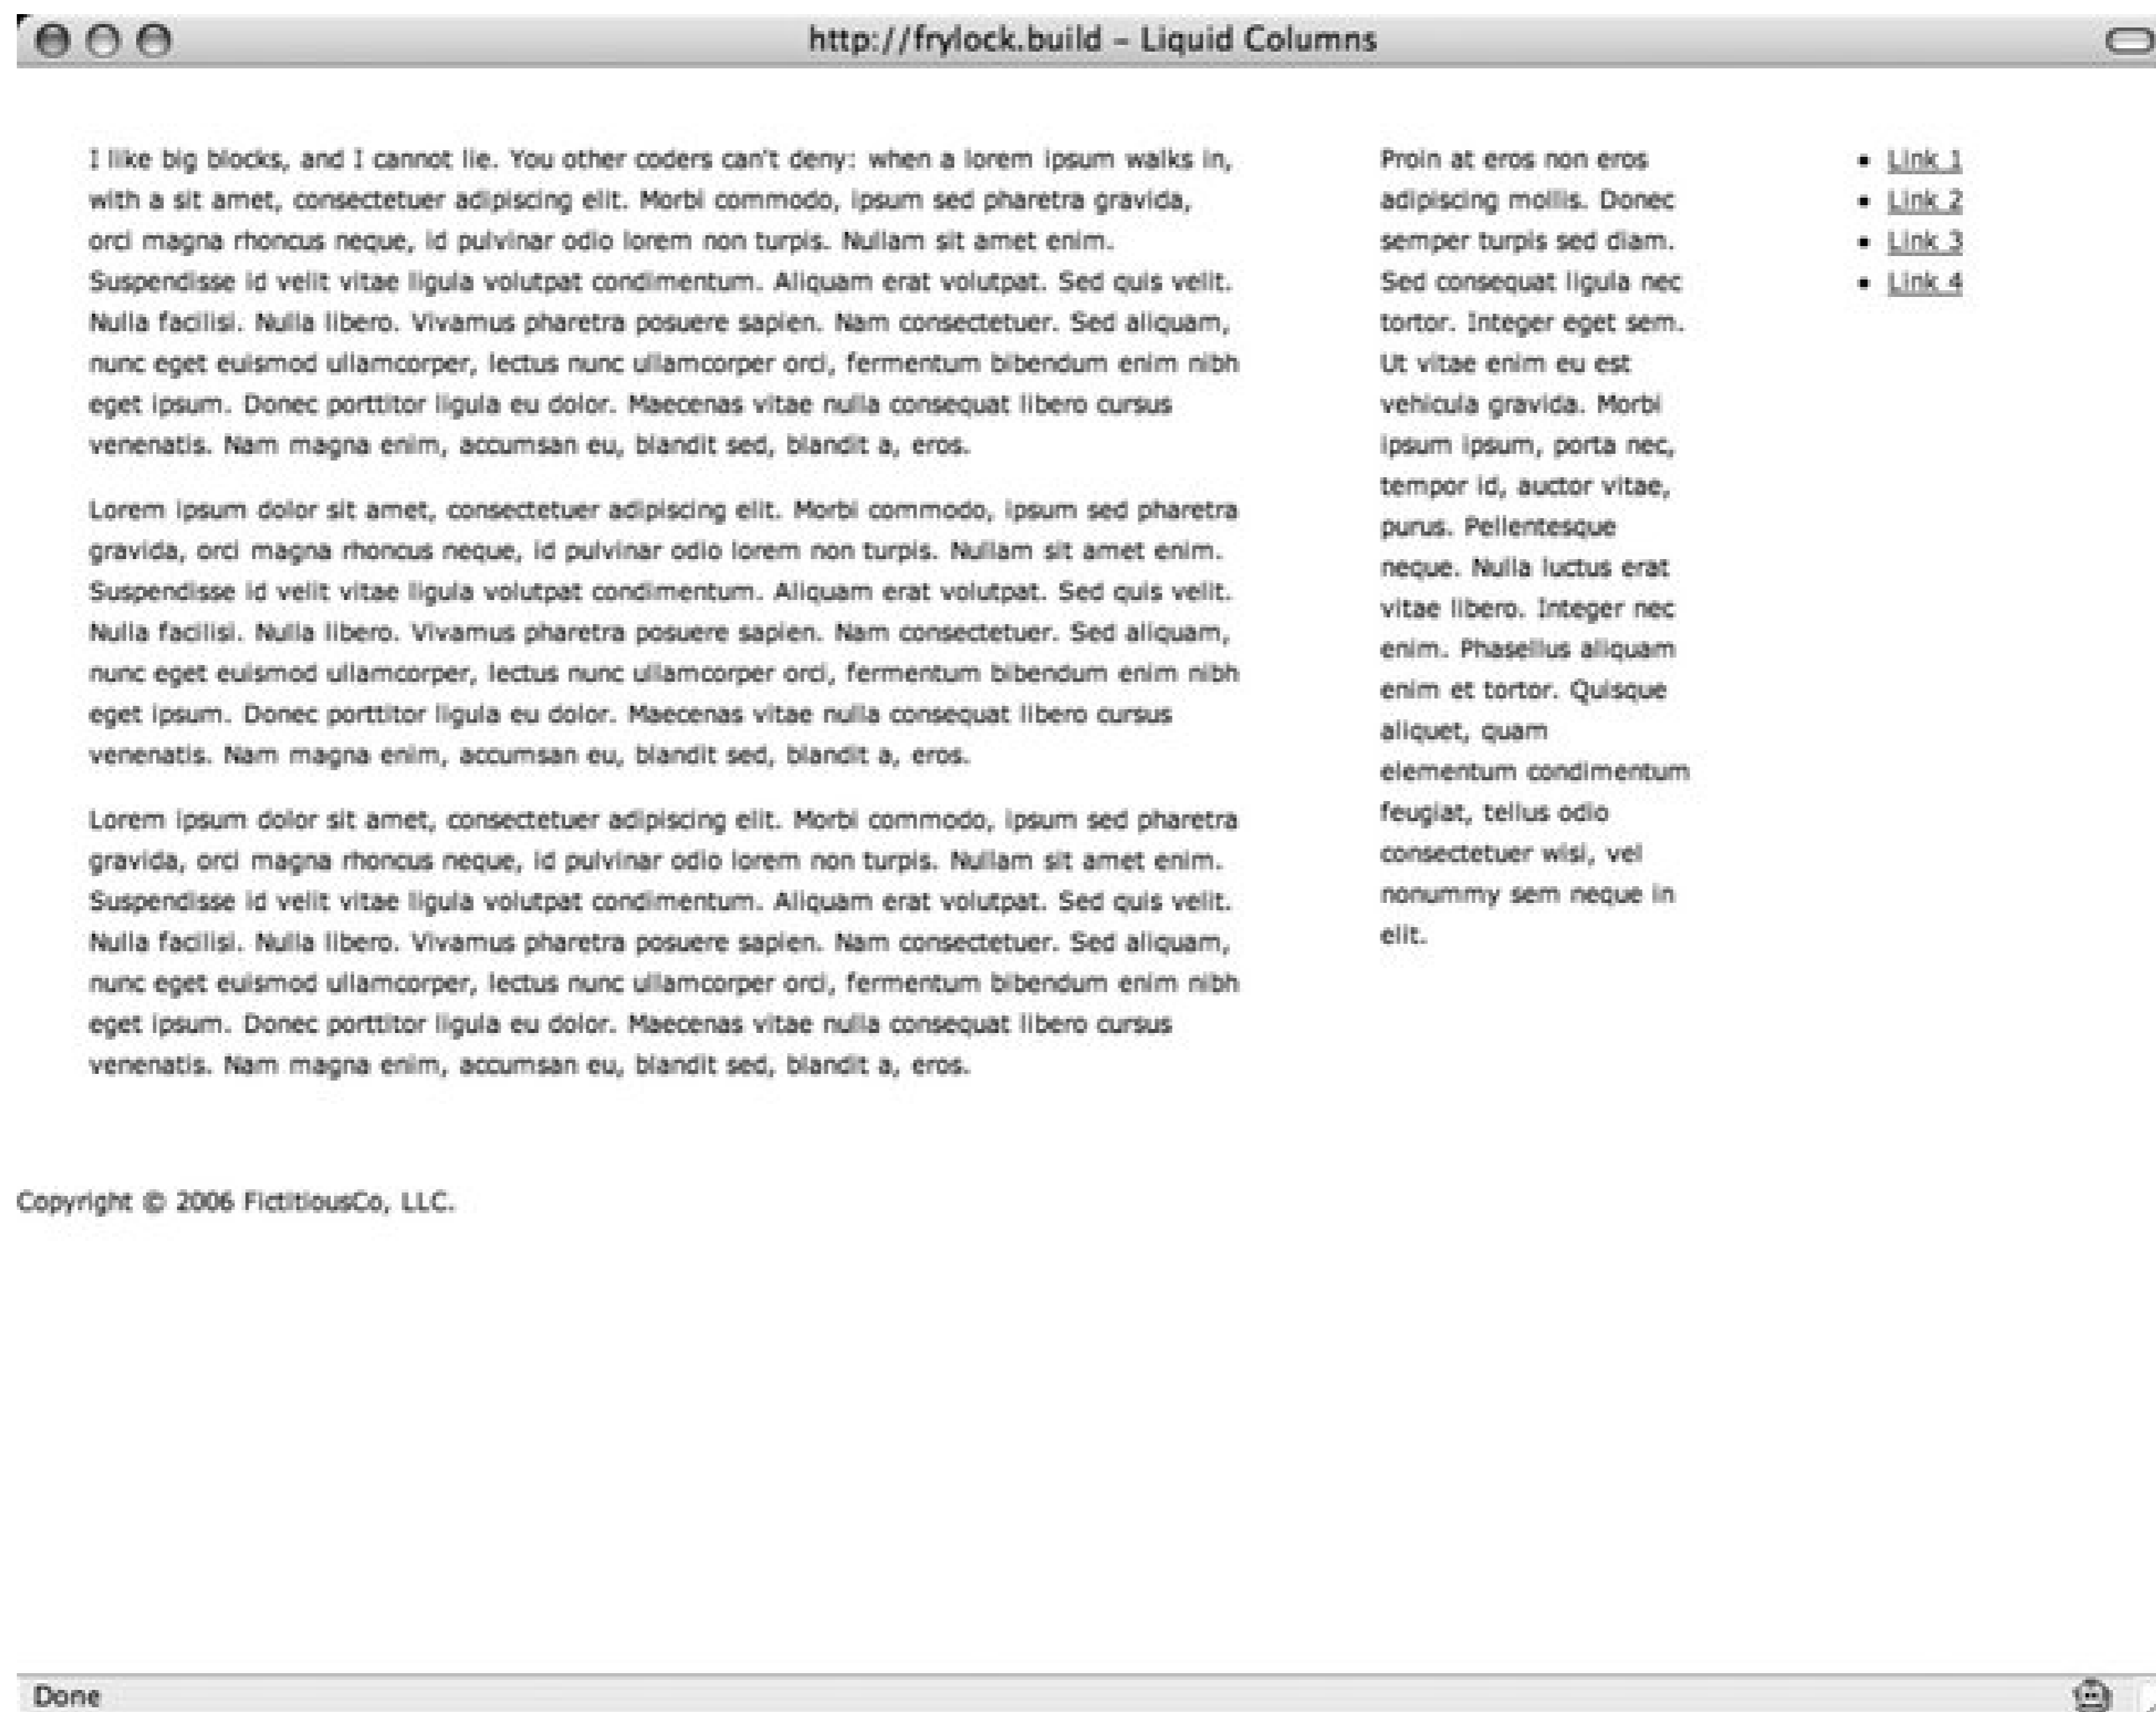 http://frylock.build – Liquid Columns
I like big blocks, and I cannot lie. You other coders can't deny: when a lorem ipsum walks in,
with a sit amet, consectetuer adipiscing elit. Morbi commodo, ipsum sed pharetra gravida,
orci magna rhoncus neque, id pulvinar odio lorem non turpis. Nullam sit amet enim.
Suspendisse id velit vitae ligula volutpat condimentum. Aliquam erat volutpat. Sed quis velit.
Nulla facilisi. Nulla libero. Vivamus pharetra posuere sapien. Nam consectetuer. Sed aliquam,
nunc eget euismod ullamcorper, lectus nunc ullamcorper orci, fermentum bibendum enim nibh
eget ipsum. Donec porttitor ligula eu dolor. Maecenas vitae nulla consequat libero cursus
venenatis. Nam magna enim, accumsan eu, blandit sed, blandit a, eros.
Lorem ipsum dolor sit amet, consectetuer adipiscing elit. Morbi commodo, ipsum sed pharetra
gravida, orci magna rhoncus neque, id pulvinar odio lorem non turpis. Nullam sit amet enim.
Suspendisse id velit vitae ligula volutpat condimentum. Aliquam erat volutpat. Sed quis velit.
Nulla facilisi. Nulla libero. Vivamus pharetra posuere sapien. Nam consectetuer. Sed aliquam,
nunc eget euismod ullamcorper, lectus nunc ullamcorper orci, fermentum bibendum enim nibh
eget ipsum. Donec porttitor ligula eu dolor. Maecenas vitae nulla consequat libero cursus
venenatis. Nam magna enim, accumsan eu, blandit sed, blandit a, eros.
Lorem ipsum dolor sit amet, consectetuer adipiscing elit. Morbi commodo, ipsum sed pharetra
gravida, orci magna rhoncus neque, id pulvinar odio lorem non turpis. Nullam sit amet enim.
Suspendisse id velit vitae ligula volutpat condimentum. Aliquam erat volutpat. Sed quis velit.
Nulla facilisi. Nulla libero. Vivamus pharetra posuere sapien. Nam consectetuer. Sed aliquam,
nunc eget euismod ullamcorper, lectus nunc ullamcorper orci, fermentum bibendum enim nibh
eget ipsum. Donec porttitor ligula eu dolor. Maecenas vitae nulla consequat libero cursus
venenatis. Nam magna enim, accumsan eu, blandit sed, blandit a, eros.
Proin at eros non eros
adipiscing mollis. Donec
semper turpis sed diam.
Sed consequat ligula nec
tortor. Integer eget sem.
Ut vitae enim eu est
vehicula gravida. Morbi
ipsum ipsum, porta nec,
tempor id, auctor vitae,
purus. Pellentesque
neque. Nulla luctus erat
vitae libero. Integer nec
enim. Phasellus aliquam
enim et tortor. Quisque
aliquet, quam
elementum condimentum
feugiat, tellus odio
consectetuer wisi, vel
nonummy sem neque in
elit.
• Link 1
• Link 2
• Link 3
• Link 4
Copyright © 2006 FictitiousCo, LLC.
Done